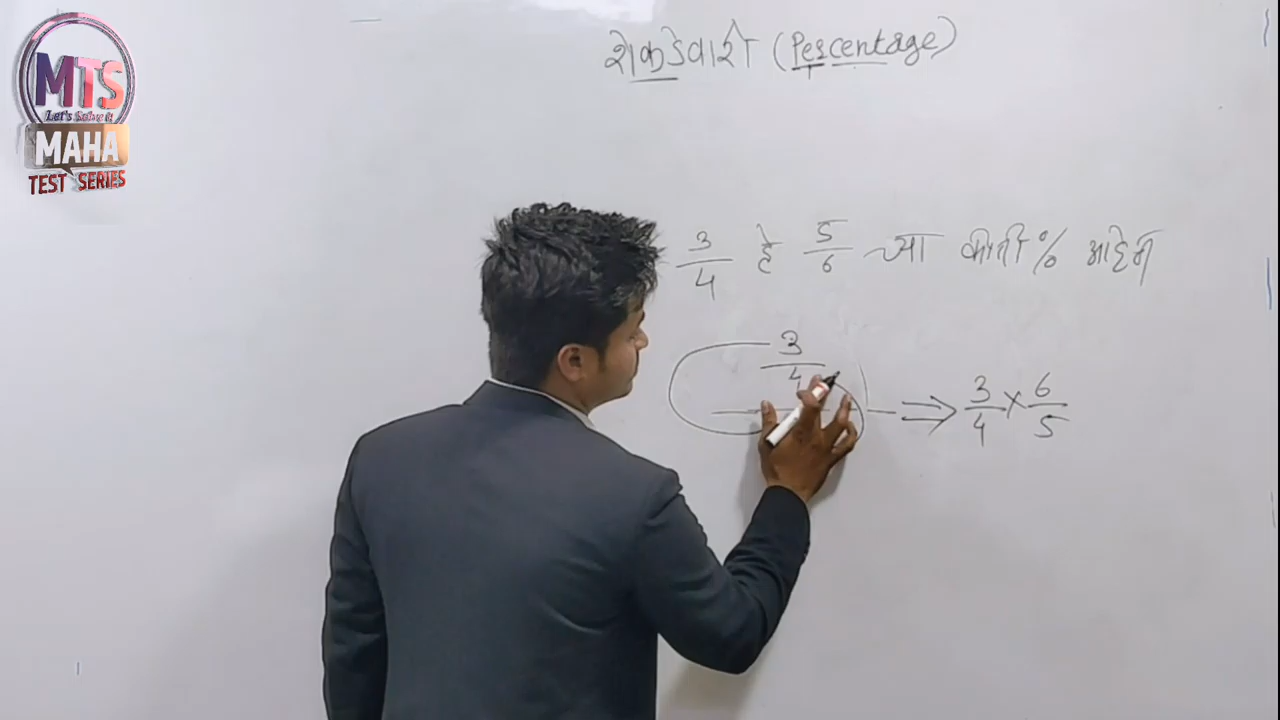 MTS
Let's Solve it
MAHA
TEST SERIES
शेकडेवारी (Percentage)
3/4 हे 5/6 च्या कीती % आहेत
3/4 ⇒ 3/4 × 6/5